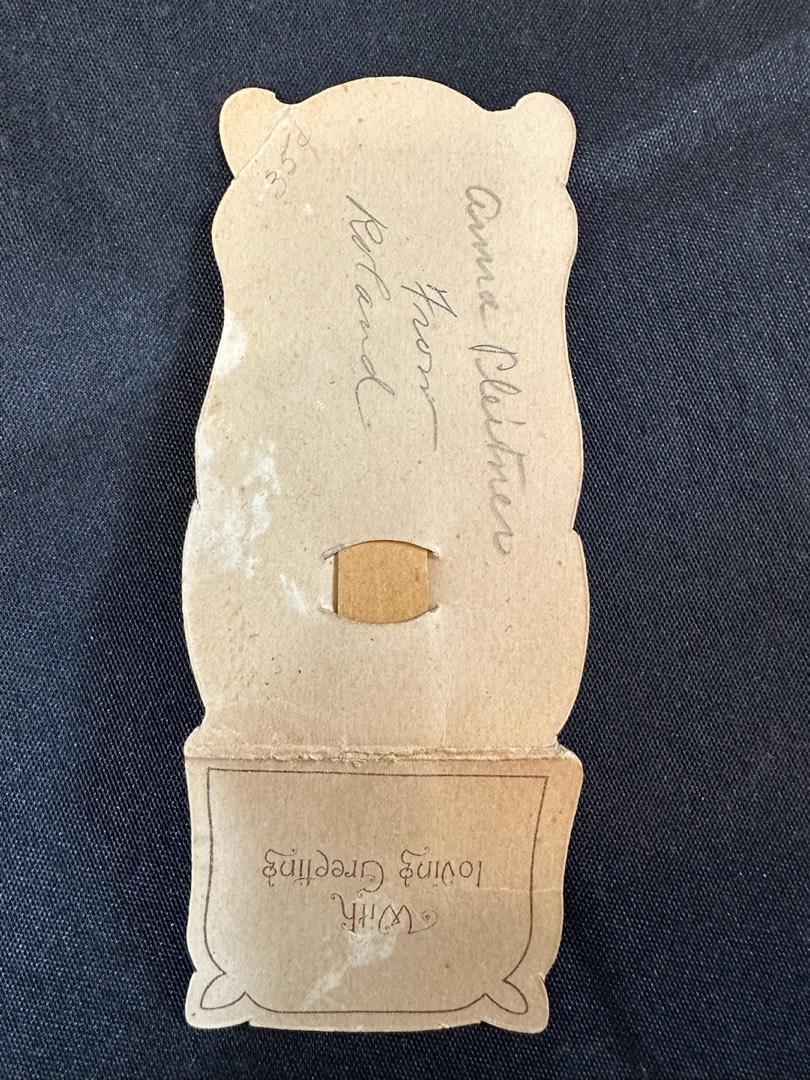 Anna Pleitner
From
Roland
35¢
With
loving Greeting